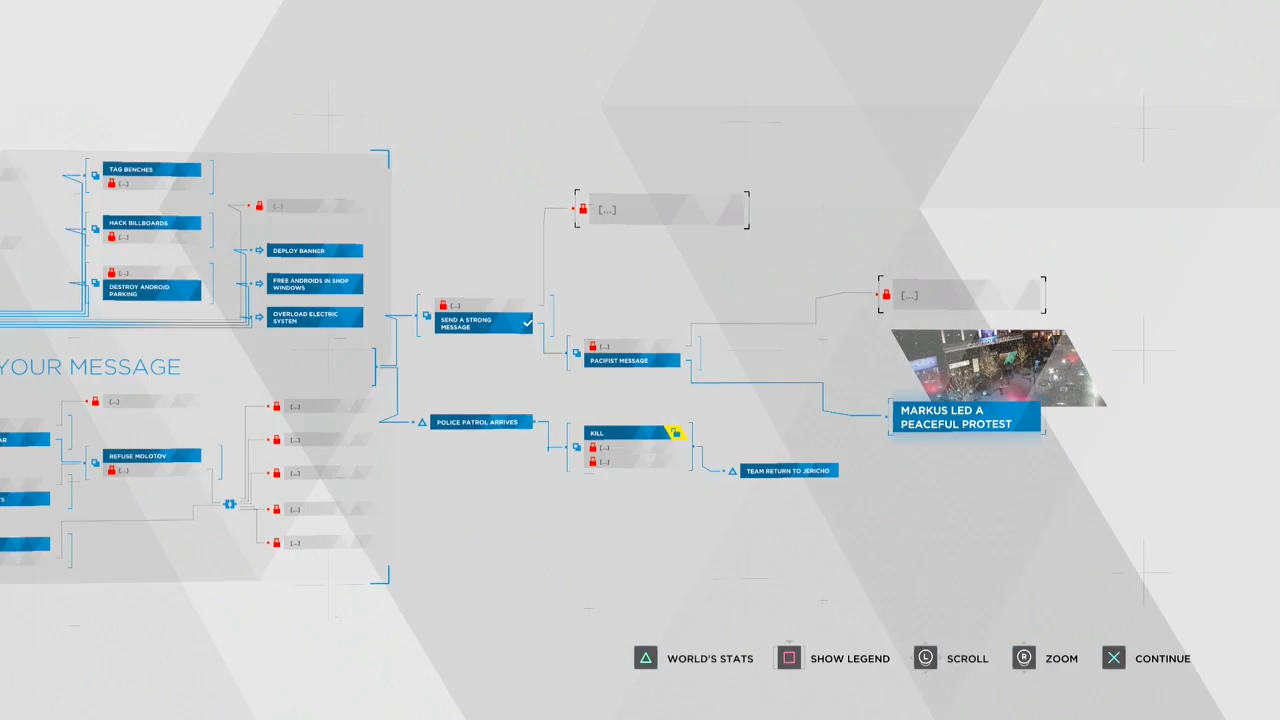 TAG BENCHES
[...]
HACK BILLBOARDS
[...]
[...]
DESTROY ANDROID
PARKING
[...]
DEPLOY BANNER
FREE ANDROIDS IN SHOP
WINDOWS
OVERLOAD ELECTRIC
SYSTEM
YOUR MESSAGE
[...]
AR
REFUSE MOLOTOV
[...]
TS
[...]
[...]
[...]
[...]
[...]
[...]
SEND A STRONG
MESSAGE
[...]
[...]
PACIFIST MESSAGE
POLICE PATROL ARRIVES
KILL
[...]
[...]
TEAM RETURN TO JERICHO
[...]
MARKUS LED A
PEACEFUL PROTEST
WORLD'S STATS
SHOW LEGEND
L
SCROLL
R
ZOOM
CONTINUE